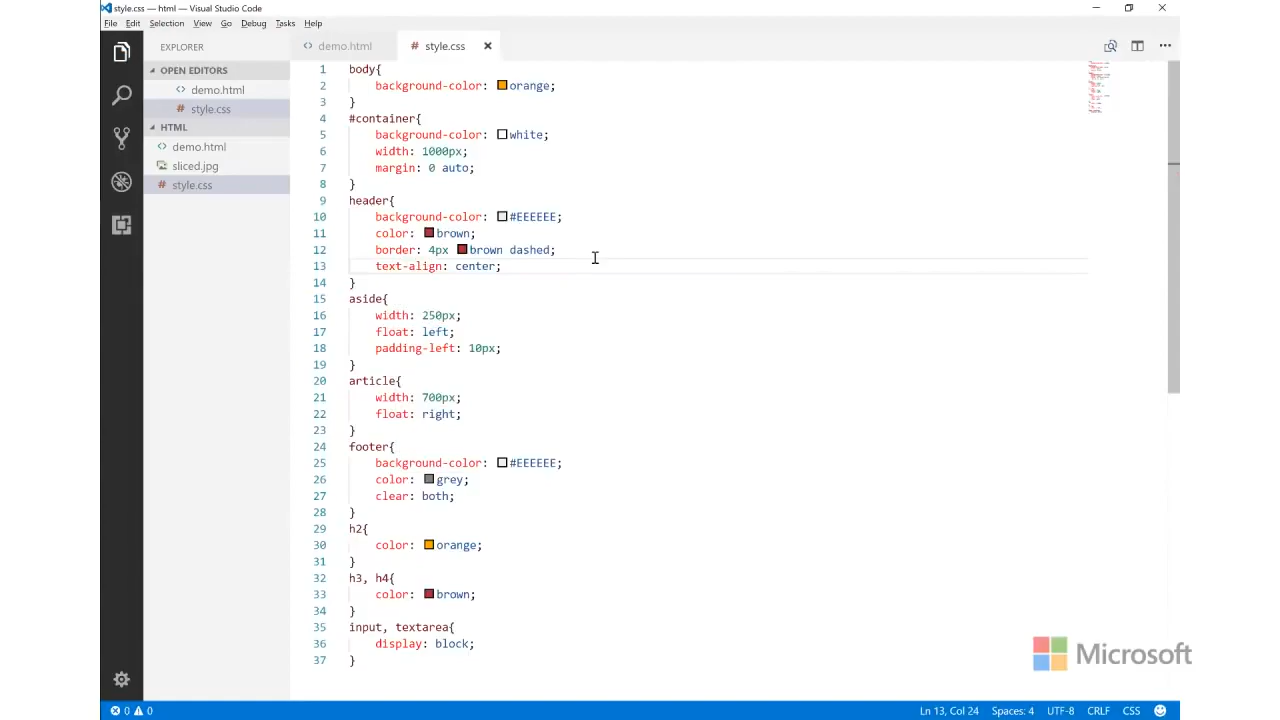 style.css — html — Visual Studio Code
File Edit Selection View Go Debug Tasks Help
EXPLORER
OPEN EDITORS
<> demo.html
# style.css
HTML
<> demo.html
sliced.jpg
# style.css
<> demo.html
# style.css ×
1 body{
2 background-color: orange;
3 }
4 #container{
5 background-color: white;
6 width: 1000px;
7 margin: 0 auto;
8 }
9 header{
10 background-color: #EEEEEE;
11 color: brown;
12 border: 4px brown dashed;
13 text-align: center;
14 }
15 aside{
16 width: 250px;
17 float: left;
18 padding-left: 10px;
19 }
20 article{
21 width: 700px;
22 float: right;
23 }
24 footer{
25 background-color: #EEEEEE;
26 color: grey;
27 clear: both;
28 }
29 h2{
30 color: orange;
31 }
32 h3, h4{
33 color: brown;
34 }
35 input, textarea{
36 display: block;
37 }
Microsoft
0 0
Ln 13, Col 24 Spaces: 4 UTF-8 CRLF CSS